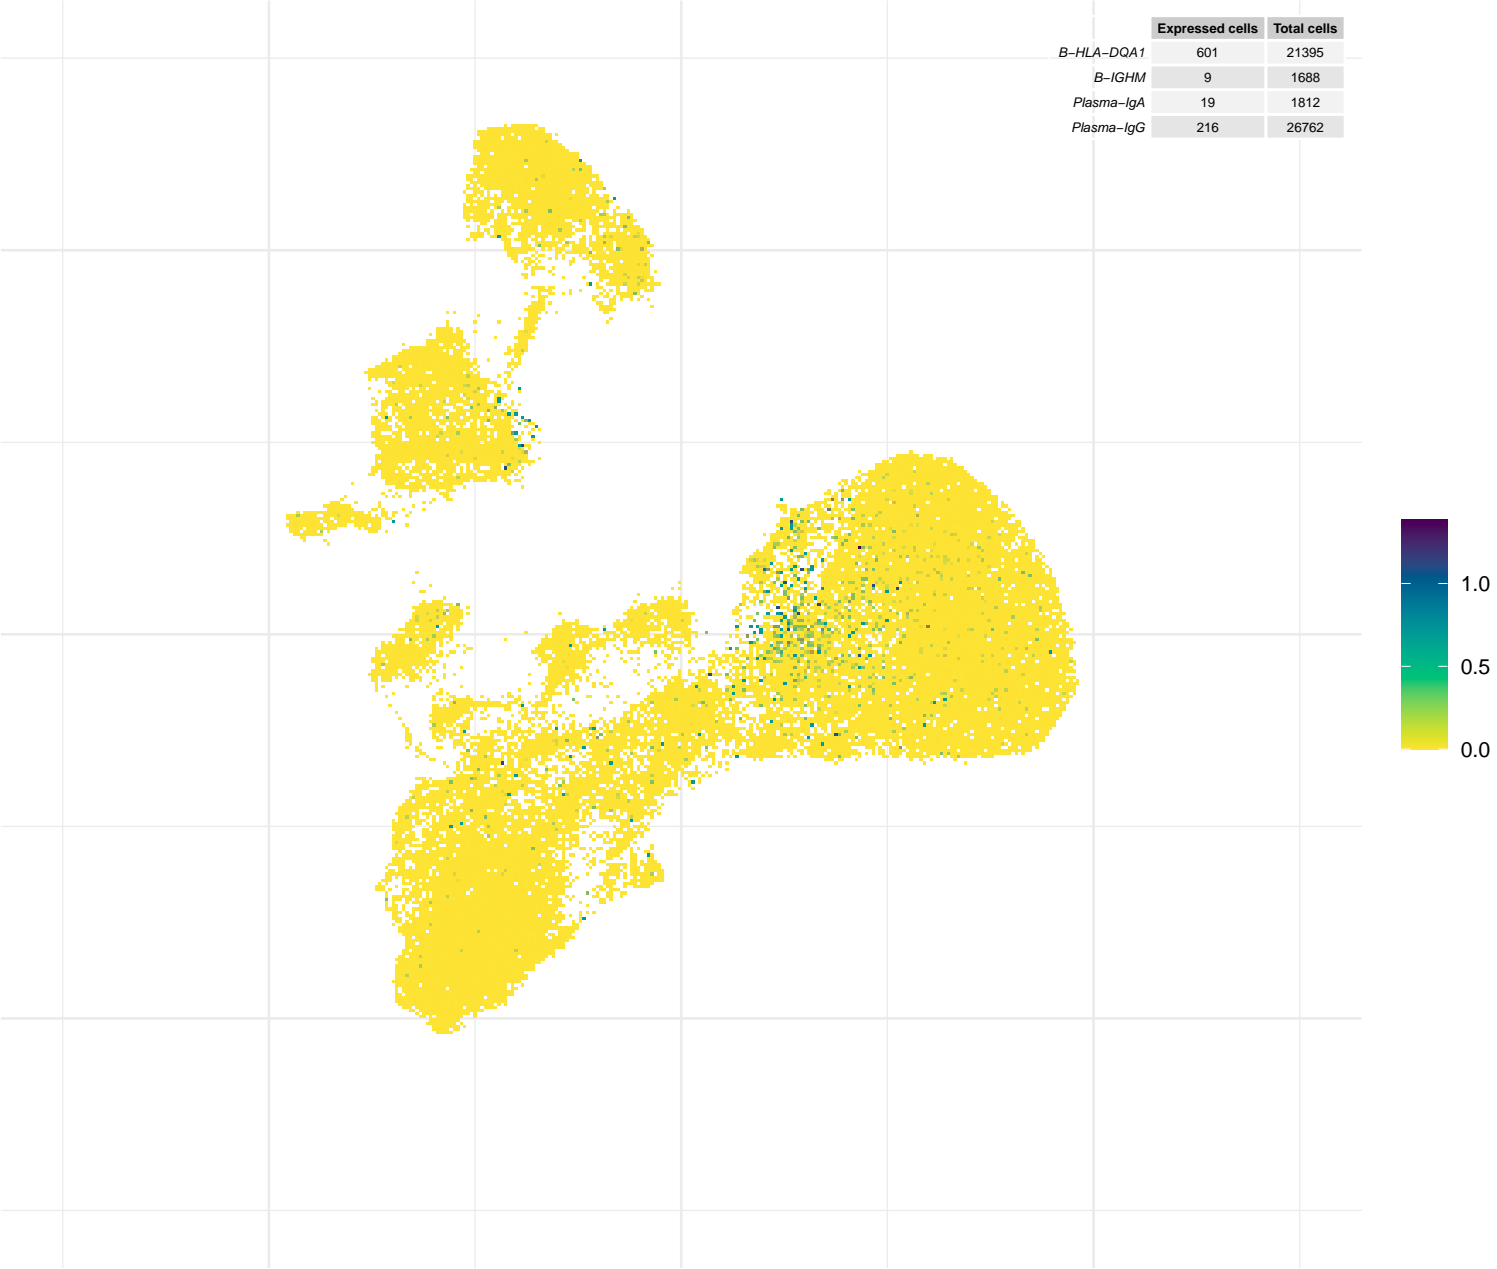 Expressed cells Total cells
B−HLA−DQA1 601 21395
B−IGHM 9 1688
Plasma−IgA 19 1812
Plasma−IgG 216 26762
1.0
0.5
0.0